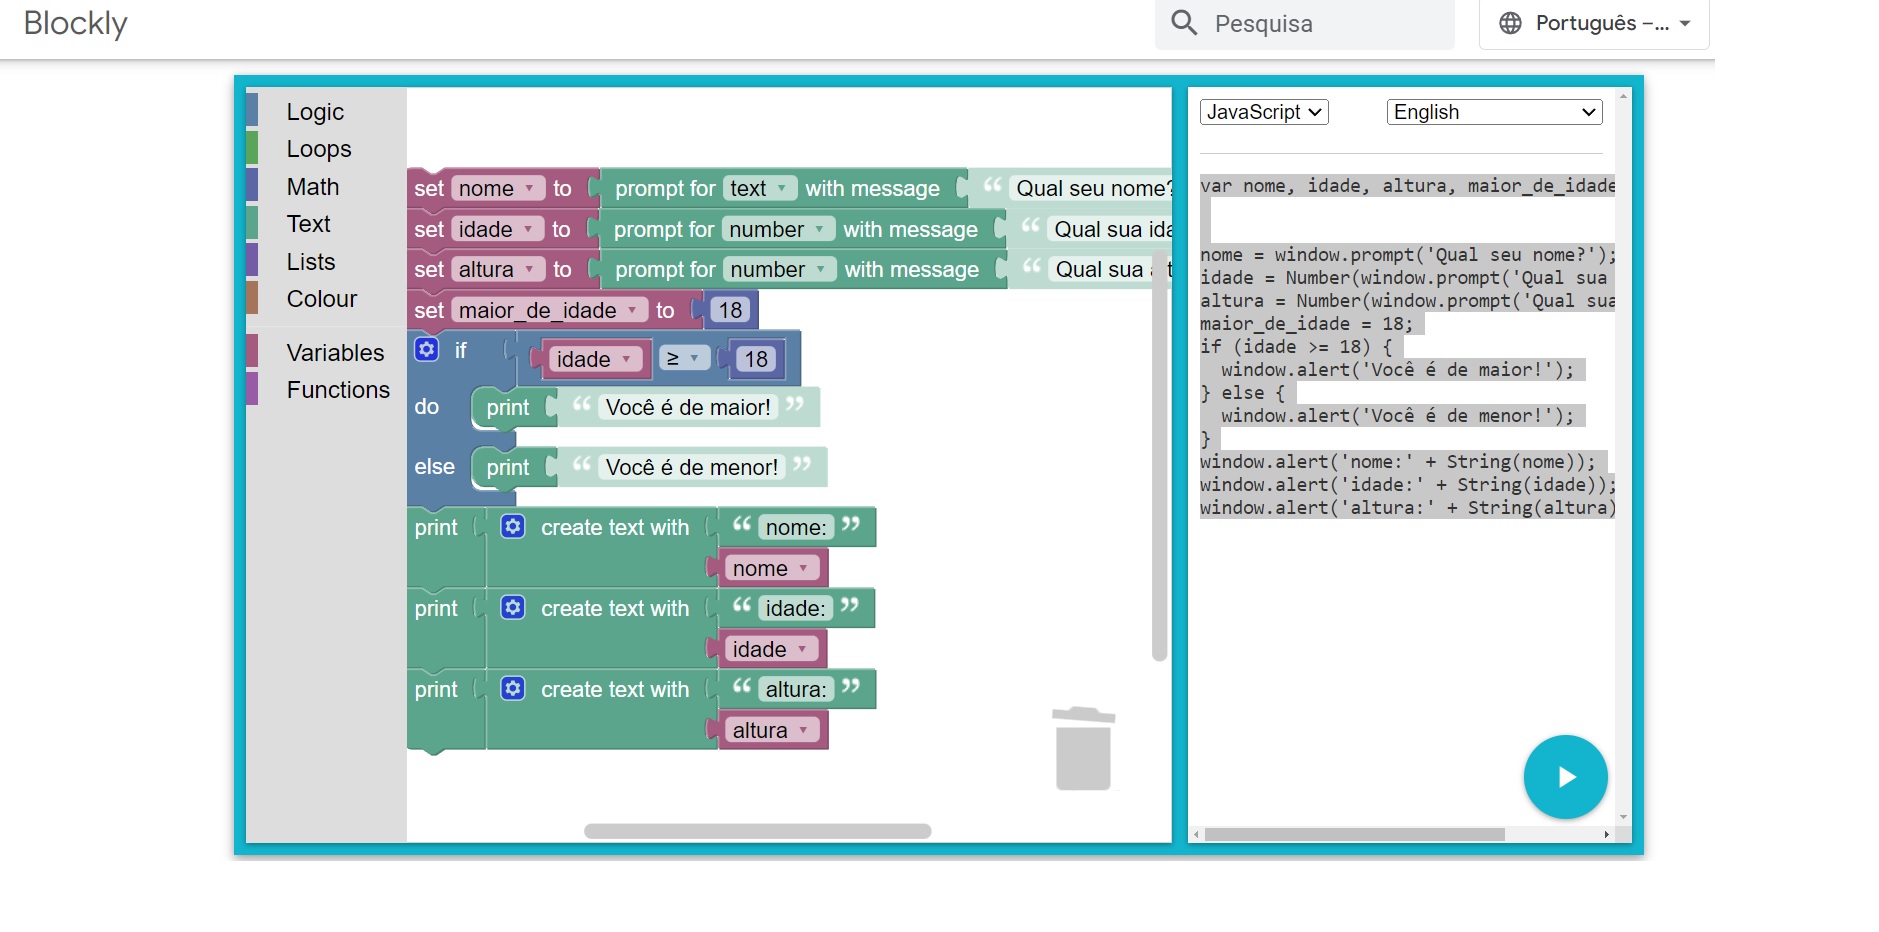 Blockly
Pesquisa
Português –...
Logic
Loops
Math
Text
Lists
Colour
Variables
Functions
set nome to prompt for text with message “ Qual seu nome?
set idade to prompt for number with message “ Qual sua ida
set altura to prompt for number with message “ Qual sua
set maior_de_idade to 18
if idade ≥ 18
do print “ Você é de maior! ”
else print “ Você é de menor! ”
print create text with “ nome: ”
nome
print create text with “ idade: ”
idade
print create text with “ altura: ”
altura
JavaScript
English
var nome, idade, altura, maior_de_idade
nome = window.prompt('Qual seu nome?');
idade = Number(window.prompt('Qual sua
altura = Number(window.prompt('Qual sua
maior_de_idade = 18;
if (idade >= 18) {
window.alert('Você é de maior!');
} else {
window.alert('Você é de menor!');
}
window.alert('nome:' + String(nome));
window.alert('idade:' + String(idade));
window.alert('altura:' + String(altura)